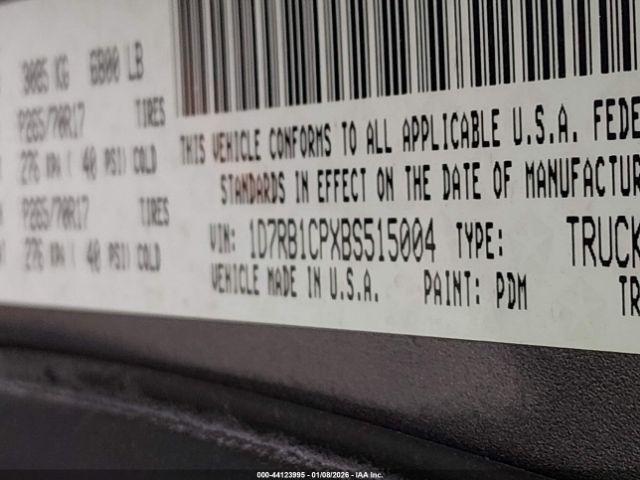 3085 KG 6800 LB
P265/70R17 TIRES
276 KPA ( 40 PSI) COLD
P265/70R17 TIRES
276 KPA ( 40 PSI) COLD
THIS VEHICLE CONFORMS TO ALL APPLICABLE U.S.A. FEDE
STANDARDS IN EFFECT ON THE DATE OF MANUFACTUR
VIN: 1D7RB1CPXBS515004 TYPE: TRUCK
VEHICLE MADE IN U.S.A. PAINT: PDM TR
000-44123995 - 01/08/2026 - IAA Inc.